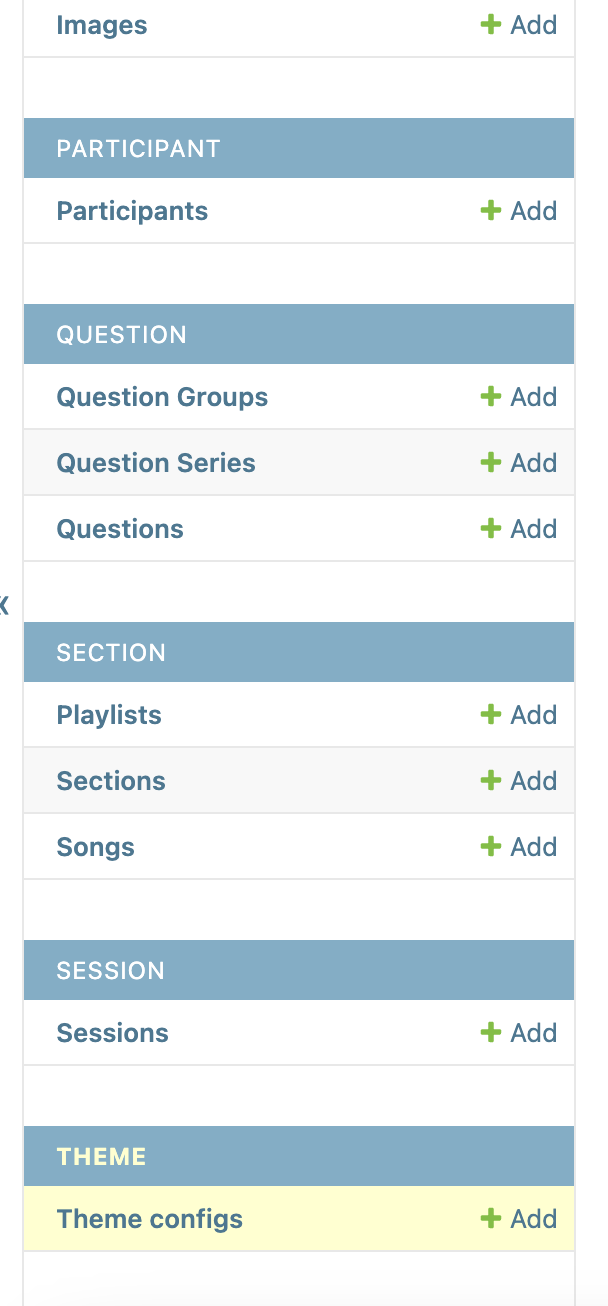 Images + Add
PARTICIPANT
Participants + Add
QUESTION
Question Groups + Add
Question Series + Add
Questions + Add
«
SECTION
Playlists + Add
Sections + Add
Songs + Add
SESSION
Sessions + Add
THEME
Theme configs + Add